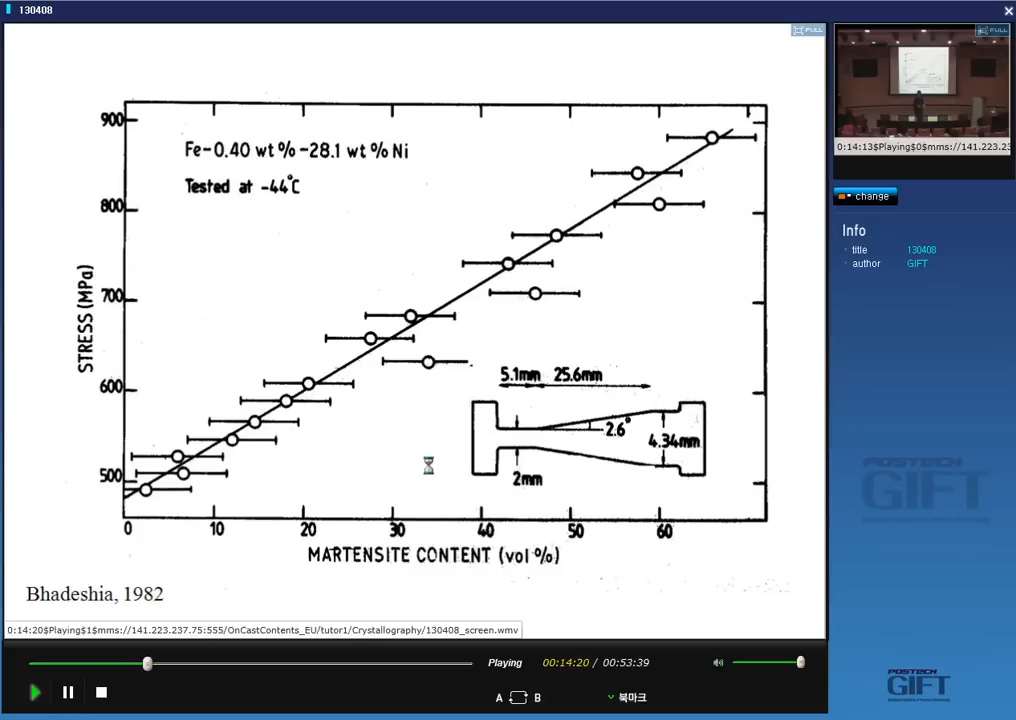 130408
FULL
900
800
700
600
500
STRESS (MPa)
Fe-0.40 wt %-28.1 wt % Ni
Tested at -44°C
5.1mm 25.6mm
2.6°
4.34mm
2mm
0 10 20 30 40 50 60
MARTENSITE CONTENT (vol %)
Bhadeshia, 1982
0:14:20$Playing$1$mms://141.223.237.75:555/OnCastContents_EU/tutor1/Crystallography/130408_screen.wmv
Playing 00:14:20 / 00:53:39
A B 북마크
FULL
0:14:13$Playing$0$mms://141.223.23
change
Info
title 130408
author GIFT
POSTECH
GIFT
POSTECH
GIFT